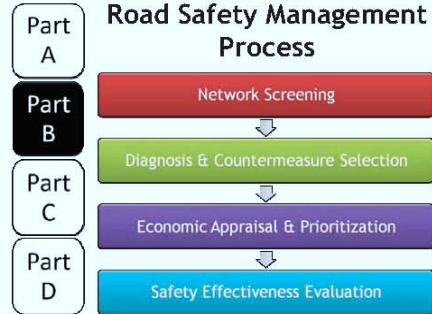 Road Safety Management
Process
Part
A
Part
B
Part
C
Part
D
Network Screening
Diagnosis & Countermeasure Selection
Economic Appraisal & Prioritization
Safety Effectiveness Evaluation